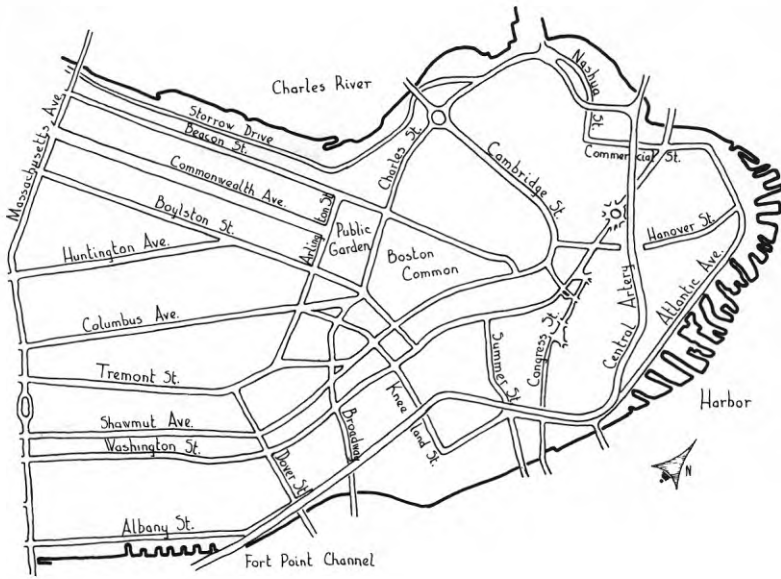 Charles River
Nashua St.
Storrow Drive
Beacon St.
Massachusetts Ave.
Commonwealth Ave.
Charles St.
Cambridge St.
Commercial St.
Boylston St.
Arlington St.
Public
Garden
Boston
Common
Hanover St.
Huntington Ave.
Atlantic Ave.
Central Artery
Columbus Ave.
Congress St.
Summer St.
Tremont St.
Kneeland St.
Harbor
Shawmut Ave.
Broadway
Washington St.
Dover St.
N
Albany St.
Fort Point Channel